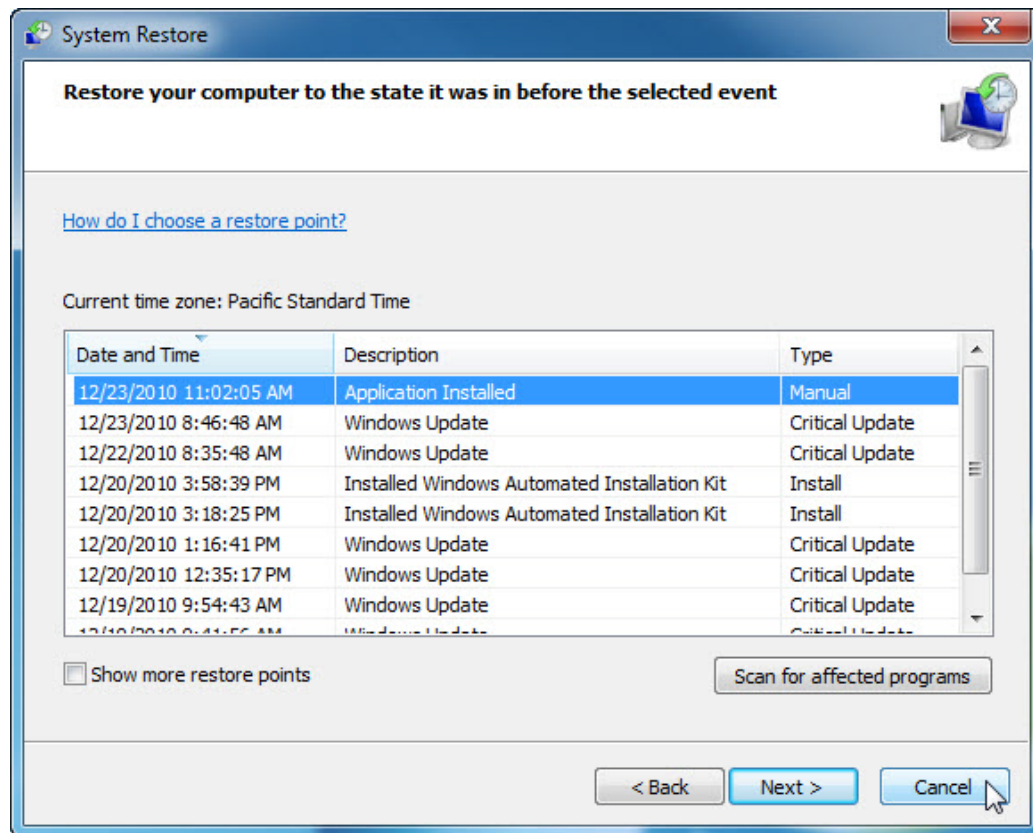 System Restore
Restore your computer to the state it was in before the selected event
How do I choose a restore point?
Current time zone: Pacific Standard Time
Date and Time Description Type
12/23/2010 11:02:05 AM Application Installed Manual
12/23/2010 8:46:48 AM Windows Update Critical Update
12/22/2010 8:35:48 AM Windows Update Critical Update
12/20/2010 3:58:39 PM Installed Windows Automated Installation Kit Install
12/20/2010 3:18:25 PM Installed Windows Automated Installation Kit Install
12/20/2010 1:16:41 PM Windows Update Critical Update
12/20/2010 12:35:17 PM Windows Update Critical Update
12/19/2010 9:54:43 AM Windows Update Critical Update
Windows Update Critical Update
Show more restore points Scan for affected programs
< Back Next > Cancel